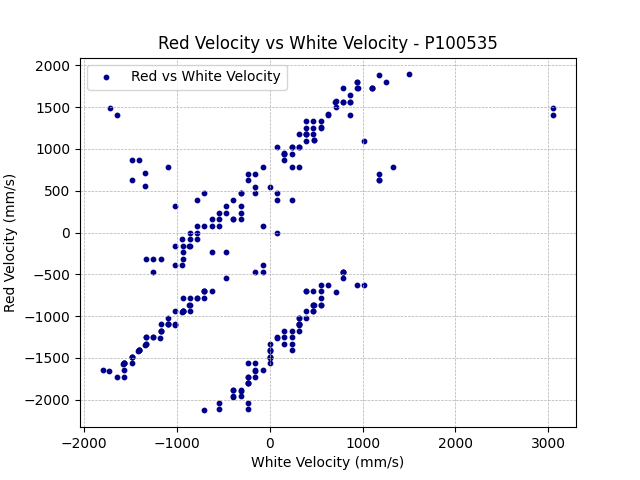 Red Velocity vs White Velocity - P100535
Red vs White Velocity
Red Velocity (mm/s)
2000
1500
1000
500
0
−500
−1000
−1500
−2000
−2000 −1000 0 1000 2000 3000
White Velocity (mm/s)